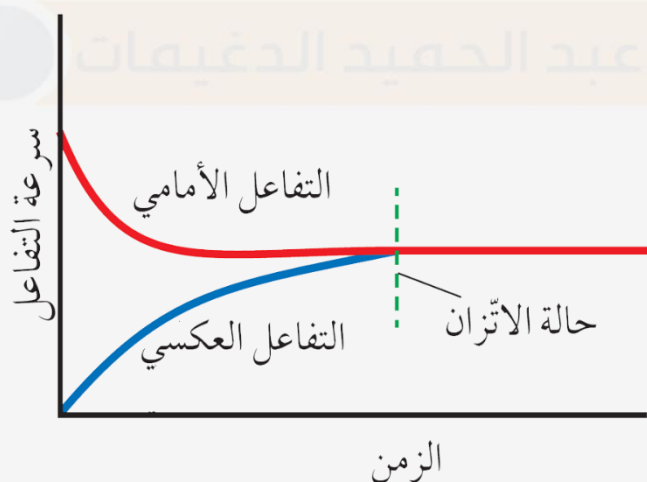 عبد الحميد الدغيمات
سرعة التفاعل
التفاعل الأمامي
حالة الاتّزان
التفاعل العكسي
الزمن